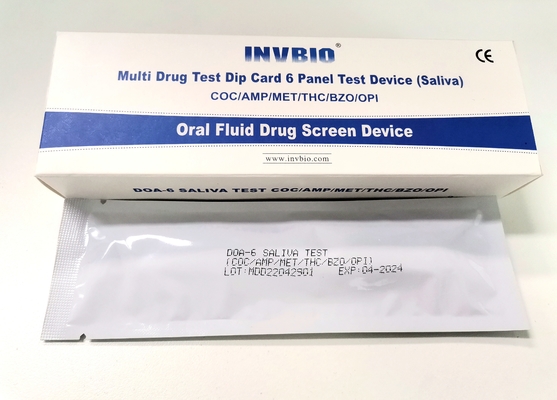 INVBIO®
CE
Multi Drug Test Dip Card 6 Panel Test Device (Saliva)
COC/AMP/MET/THC/BZO/OPI
Oral Fluid Drug Screen Device
www.invbio.com
DOA-6 SALIVA TEST COC/AMP/MET/THC/BZO/OPI
DOA-6 SALIVA TEST
(COC/AMP/MET/THC/BZO/OPI)
LOT:MDD22042901 EXP:04-2024